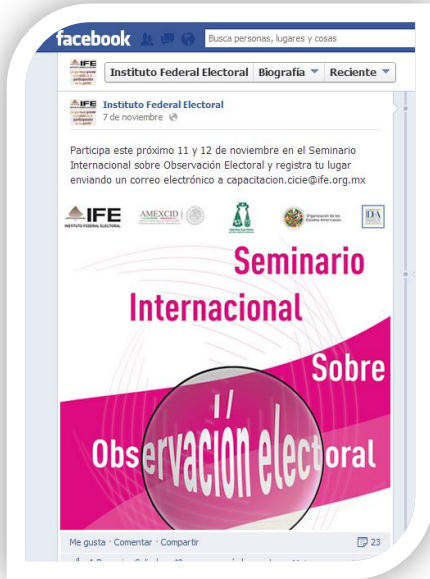 facebook
Busca personas, lugares y cosas
IFE
Instituto Federal Electoral Biografía Reciente
IFE
Instituto Federal Electoral
7 de noviembre
Participa este próximo 11 y 12 de noviembre en el Seminario
Internacional sobre Observación Electoral y registra tu lugar
enviando un correo electrónico a capacitacion.cicie@ife.org.mx
IFE
INSTITUTO FEDERAL ELECTORAL
AMEXCID
Organización de los
Estados Americanos
IDEA
Seminario
Internacional
Sobre
Observación electoral
Me gusta · Comentar · Compartir
23